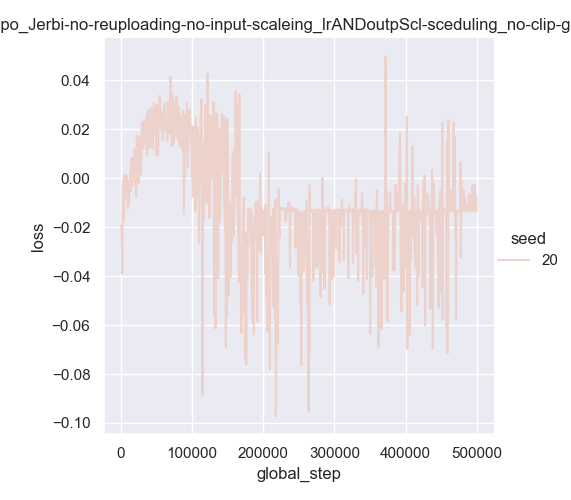 po_Jerbi-no-reuploading-no-input-scaleing_lrANDoutpScl-sceduling_no-clip-g
0.04
0.02
0.00
−0.02
−0.04
−0.06
−0.08
−0.10
loss
0 100000 200000 300000 400000 500000
global_step
seed
20